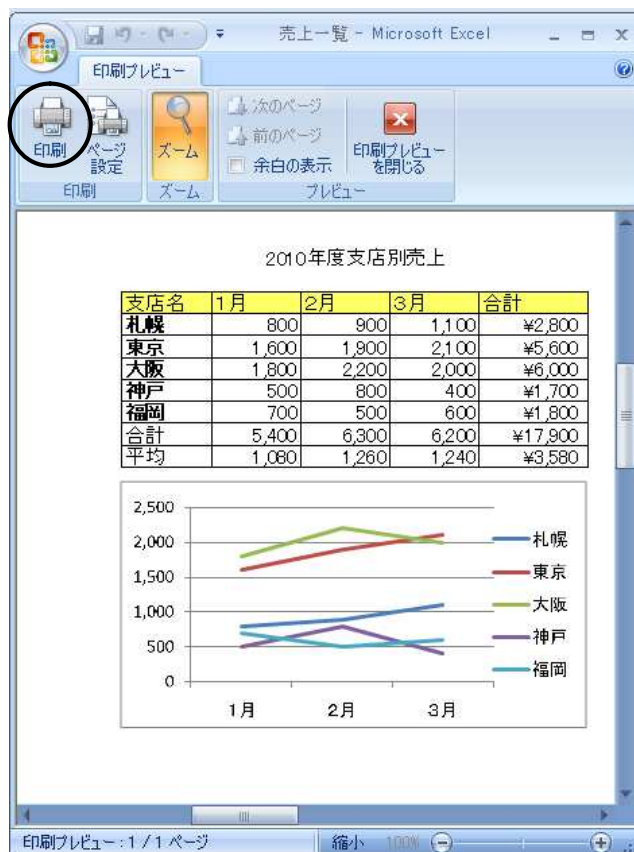 売上一覧 - Microsoft Excel
印刷プレビュー
印刷
ページ設定
ズーム
次のページ
前のページ
余白の表示
印刷プレビューを閉じる
印刷
ズーム
プレビュー
2010年度支店別売上
支店名 1月 2月 3月 合計
札幌 800 900 1,100 ¥2,800
東京 1,600 1,900 2,100 ¥5,600
大阪 1,800 2,200 2,000 ¥6,000
神戸 500 800 400 ¥1,700
福岡 700 500 600 ¥1,800
合計 5,400 6,300 6,200 ¥17,900
平均 1,080 1,260 1,240 ¥3,580
2,500
2,000
1,500
1,000
500
0
1月 2月 3月
札幌
東京
大阪
神戸
福岡
印刷プレビュー：1 / 1 ページ 縮小 100%